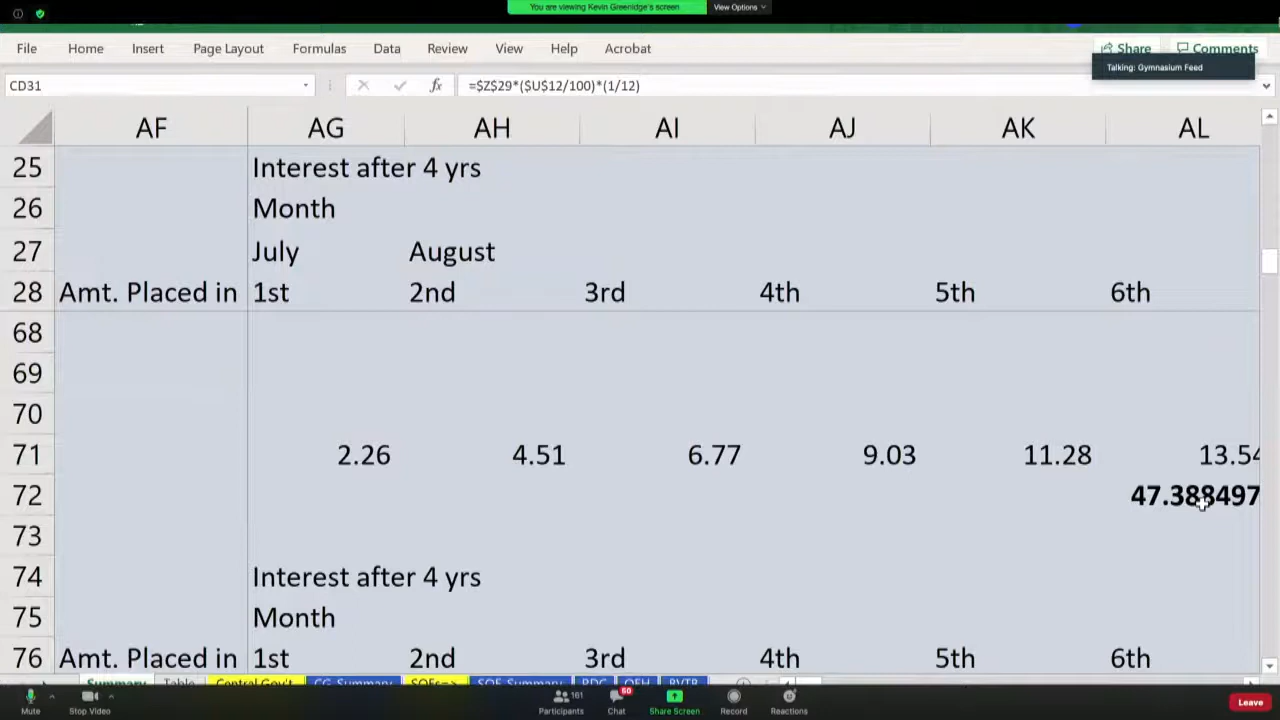 You are viewing Kevin Greenidge's screen View Options
File Home Insert Page Layout Formulas Data Review View Help Acrobat Share Comments
Talking: Gymnasium Feed
CD31 fx =$Z$29*($U$12/100)*(1/12)
AF AG AH AI AJ AK AL
25 Interest after 4 yrs
26 Month
27 July August
28 Amt. Placed in 1st 2nd 3rd 4th 5th 6th
68
69
70
71 2.26 4.51 6.77 9.03 11.28 13.54
72 47.388497
73
74 Interest after 4 yrs
75 Month
76 Amt. Placed in 1st 2nd 3rd 4th 5th 6th
Summary Table Central Gov't CG_Summary SOEs=> SOE_Summary
Mute Stop Video Participants 161 Chat 60 Share Screen Record Reactions Leave